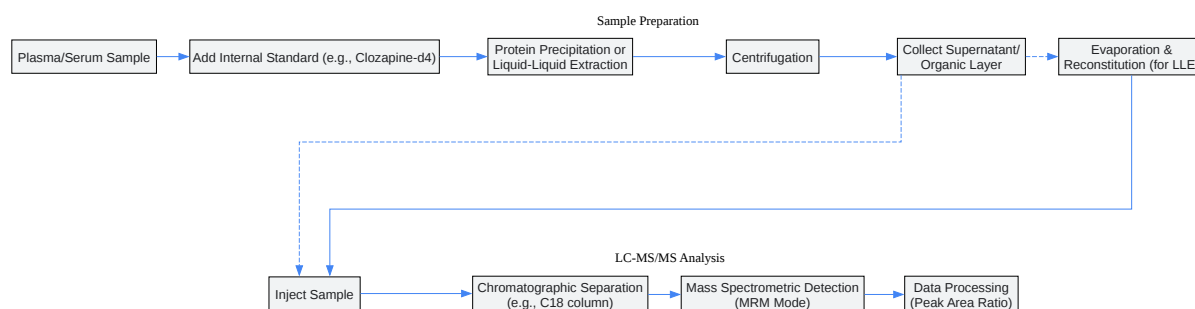 Sample Preparation
Plasma/Serum Sample
Add Internal Standard (e.g., Clozapine-d4)
Protein Precipitation or
Liquid-Liquid Extraction
Centrifugation
Collect Supernatant/
Organic Layer
Evaporation &
Reconstitution (for LLE
LC-MS/MS Analysis
Inject Sample
Chromatographic Separation
(e.g., C18 column)
Mass Spectrometric Detection
(MRM Mode)
Data Processing
(Peak Area Ratio)